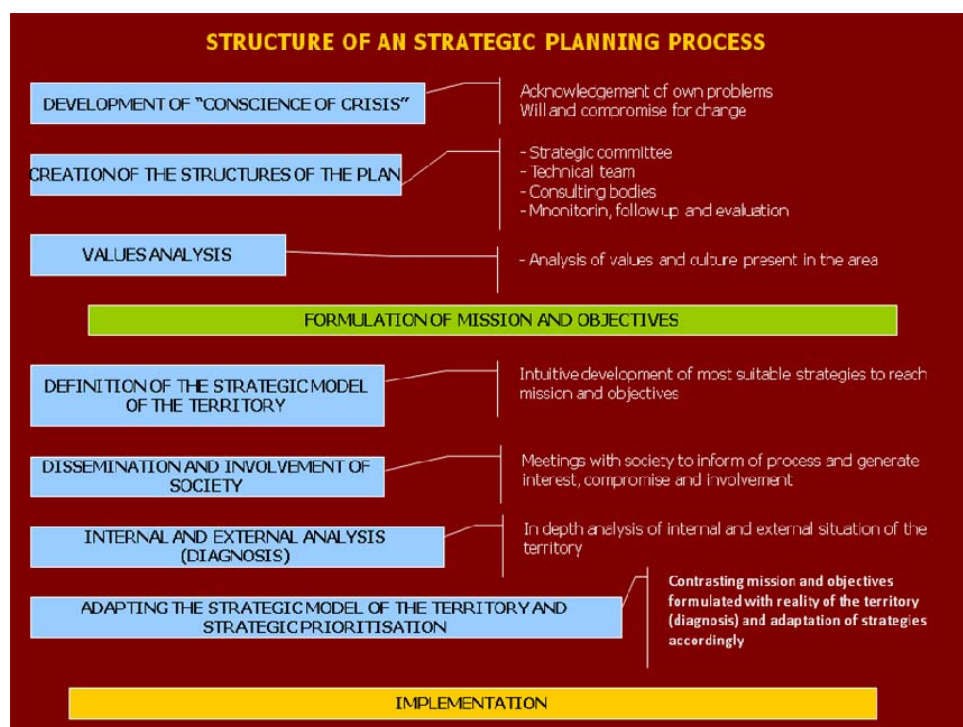 STRUCTURE OF AN STRATEGIC PLANNING PROCESS
DEVELOPMENT OF “CONSCIENCE OF CRISIS”
Acknowledgement of own problems
Will and compromise for change
CREATION OF THE STRUCTURES OF THE PLAN
- Strategic committee
- Technical team
- Consulting bodies
- Mnonitorin, follow up and evaluation
VALUES ANALYSIS
- Analysis of values and culture present in the area
FORMULATION OF MISSION AND OBJECTIVES
DEFINITION OF THE STRATEGIC MODEL
OF THE TERRITORY
Intuitive development of most suitable strategies to reach
mission and objectives
DISSEMINATION AND INVOLVEMENT OF
SOCIETY
Meetings with society to inform of process and generate
interest, compromise and involvement
INTERNAL AND EXTERNAL ANALYSIS
(DIAGNOSIS)
In depth analysis of internal and external situation of the
territory
ADAPTING THE STRATEGIC MODEL OF THE TERRITORY AND
STRATEGIC PRIORITISATION
Contrasting mission and objectives
formulated with reality of the territory
(diagnosis) and adaptation of strategies
accordingly
IMPLEMENTATION